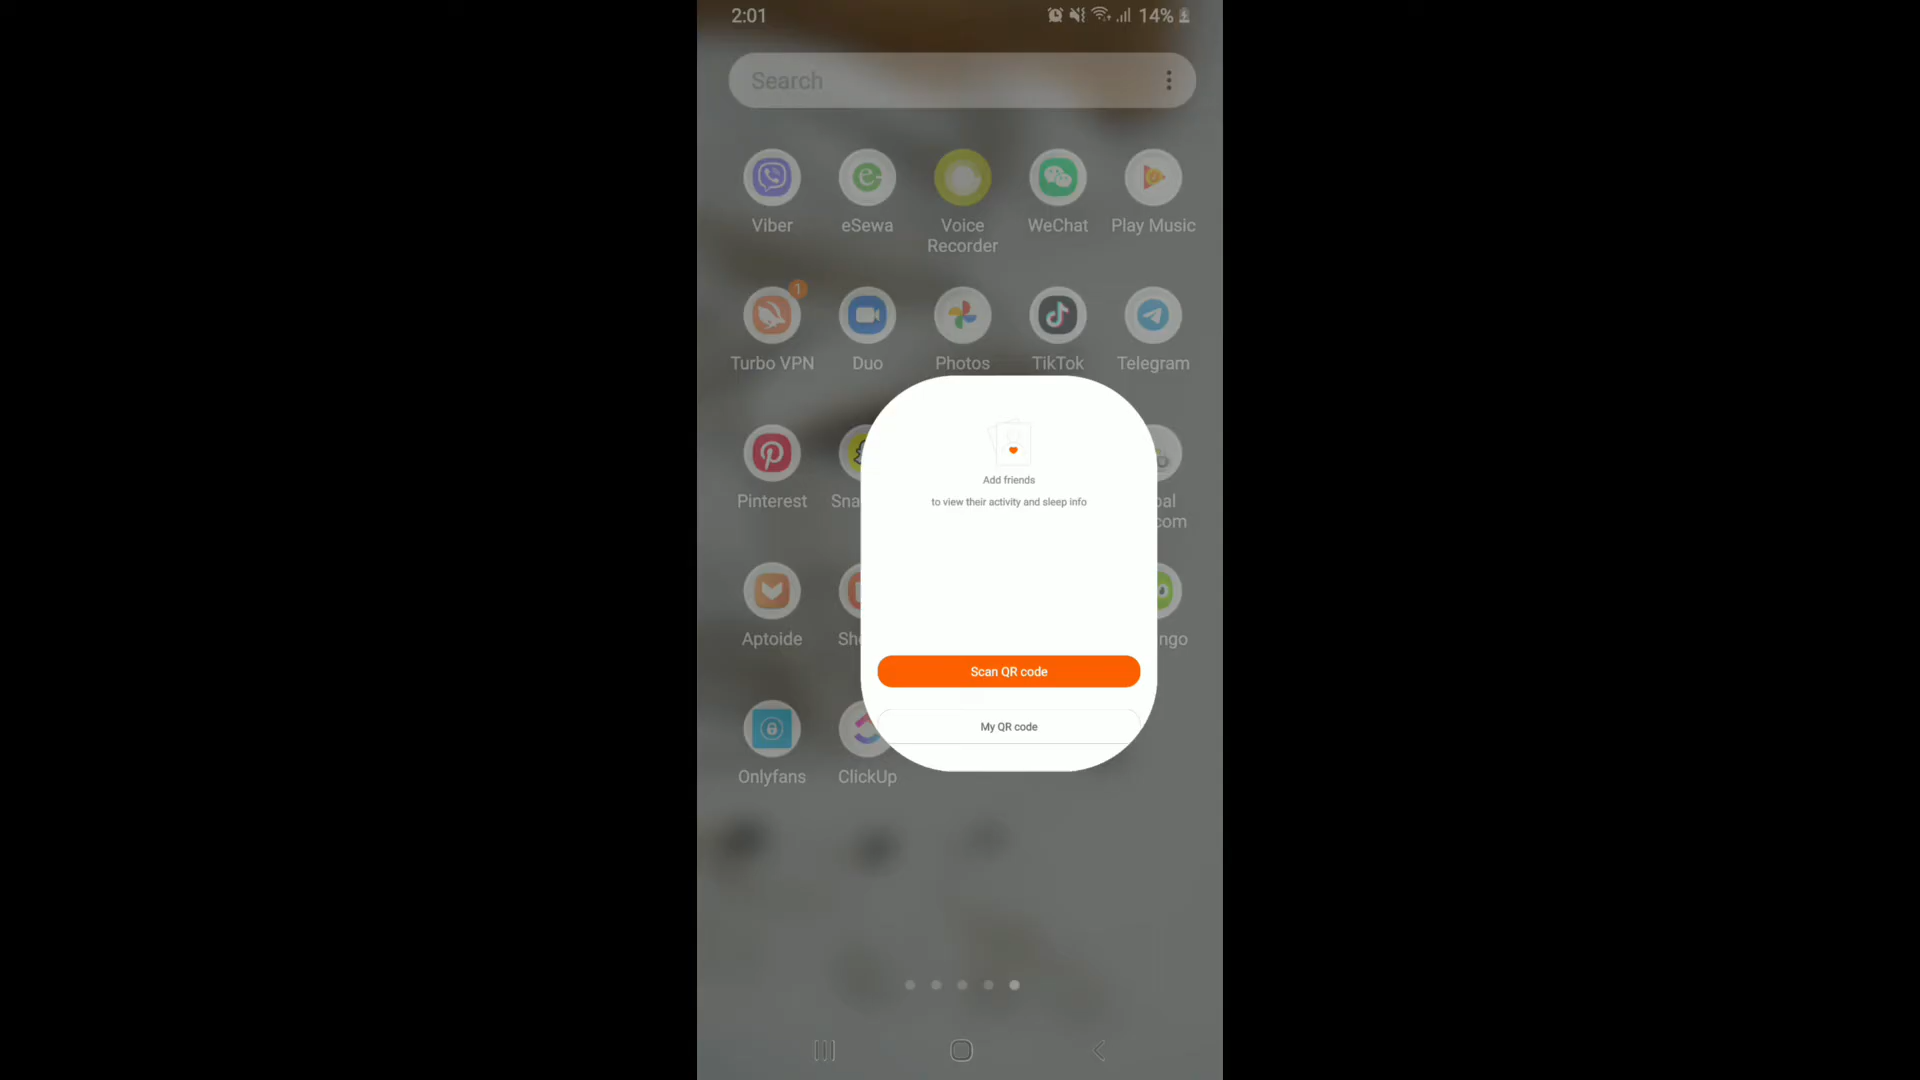 2:01
14%
Search
Viber
eSewa
Voice
Recorder
WeChat
Play Music
1
Turbo VPN
Duo
Photos
TikTok
Telegram
Pinterest
Sna
pal
com
Add friends
to view their activity and sleep info
Aptoide
Sh
ngo
Scan QR code
My QR code
Onlyfans
ClickUp